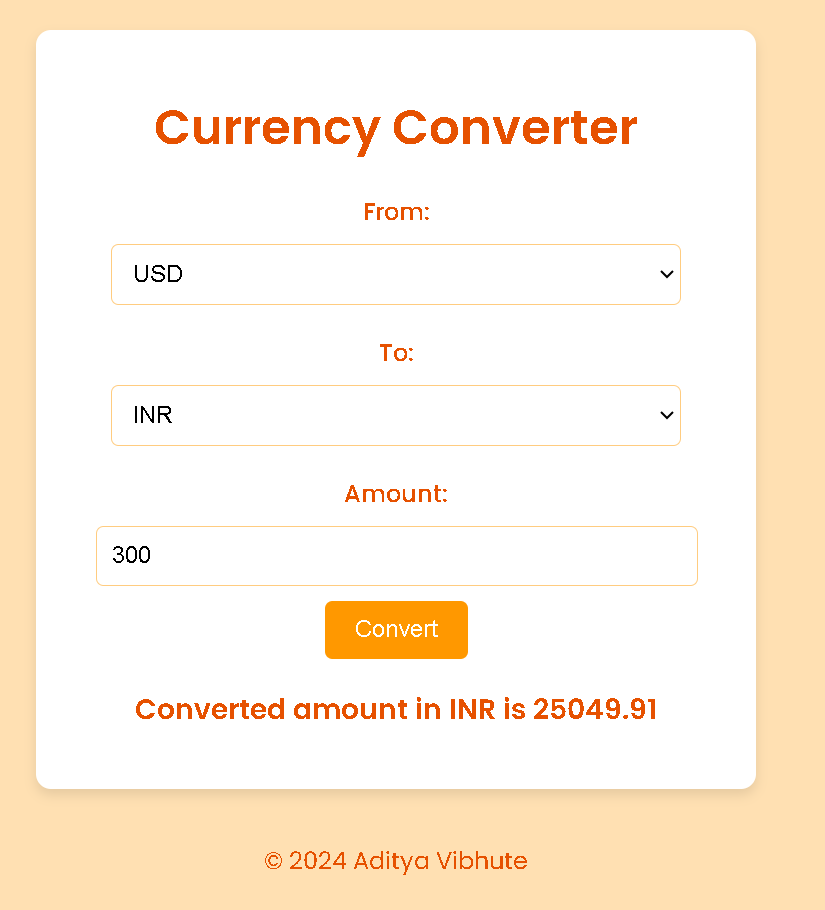 Currency Converter
From:
USD
To:
INR
Amount:
300
Convert
Converted amount in INR is 25049.91
© 2024 Aditya Vibhute